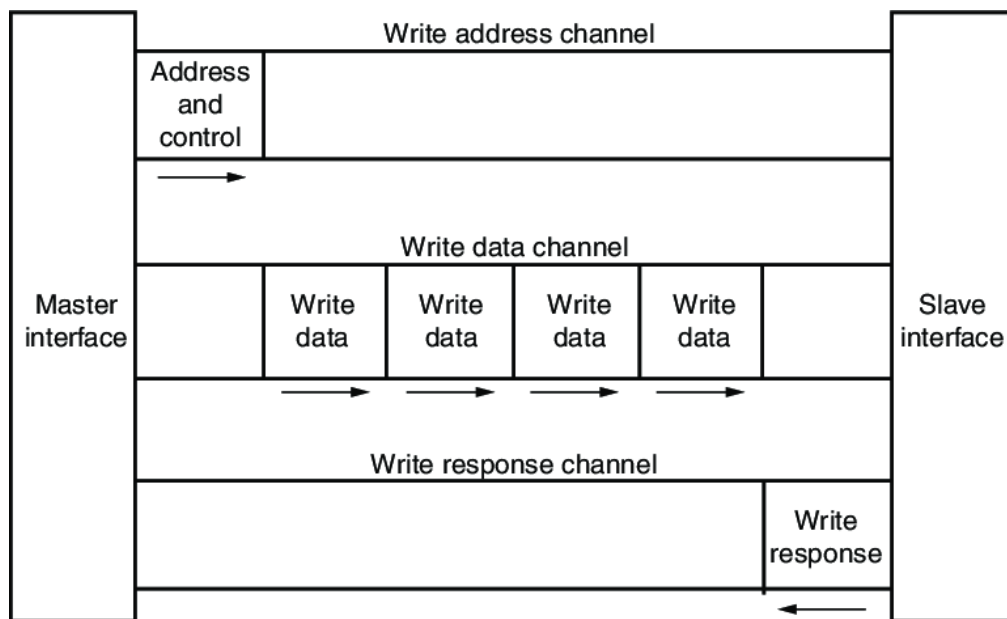 Write address channel
Address
and
control
Write data channel
Master
interface
Write
data
Write
data
Write
data
Write
data
Slave
interface
Write response channel
Write
response